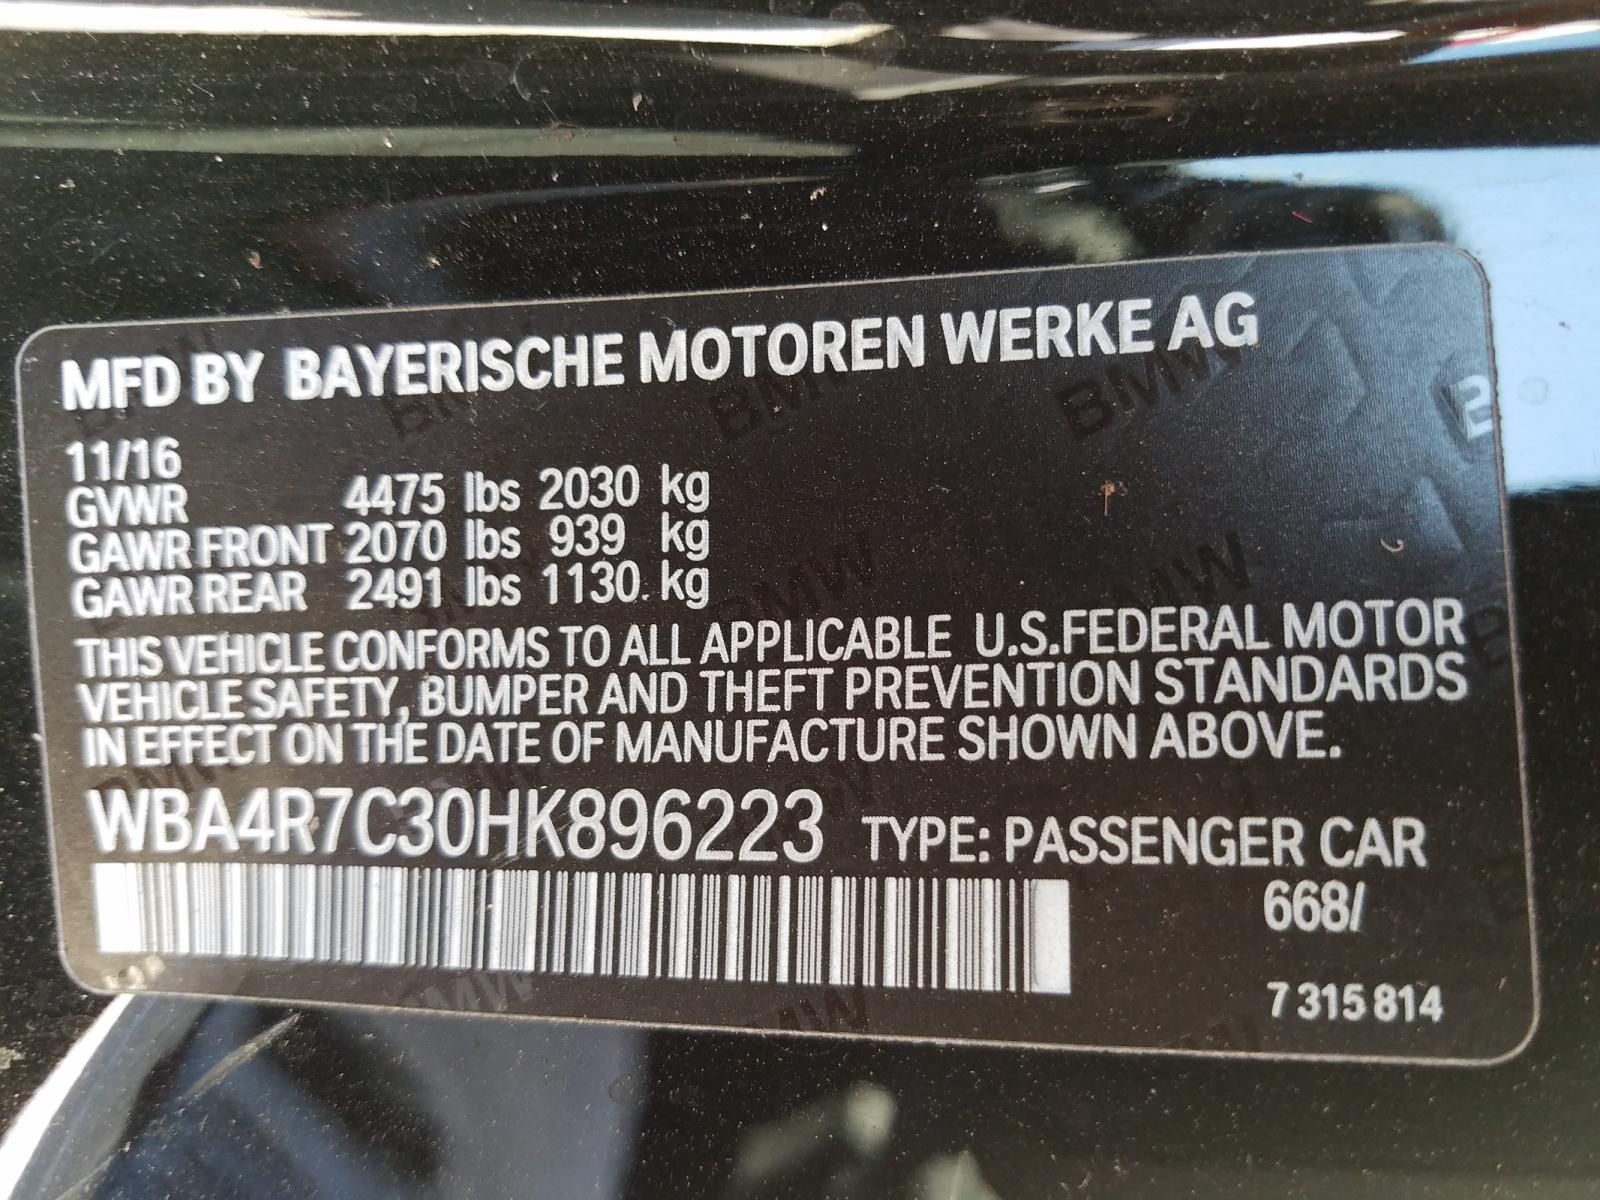 MFD BY BAYERISCHE MOTOREN WERKE AG
11/16
GVWR 4475 lbs 2030 kg
GAWR FRONT 2070 lbs 939 kg
GAWR REAR 2491 lbs 1130 kg
THIS VEHICLE CONFORMS TO ALL APPLICABLE U.S.FEDERAL MOTOR
VEHICLE SAFETY, BUMPER AND THEFT PREVENTION STANDARDS
IN EFFECT ON THE DATE OF MANUFACTURE SHOWN ABOVE.
WBA4R7C30HK896223 TYPE: PASSENGER CAR
668/
7 315 814